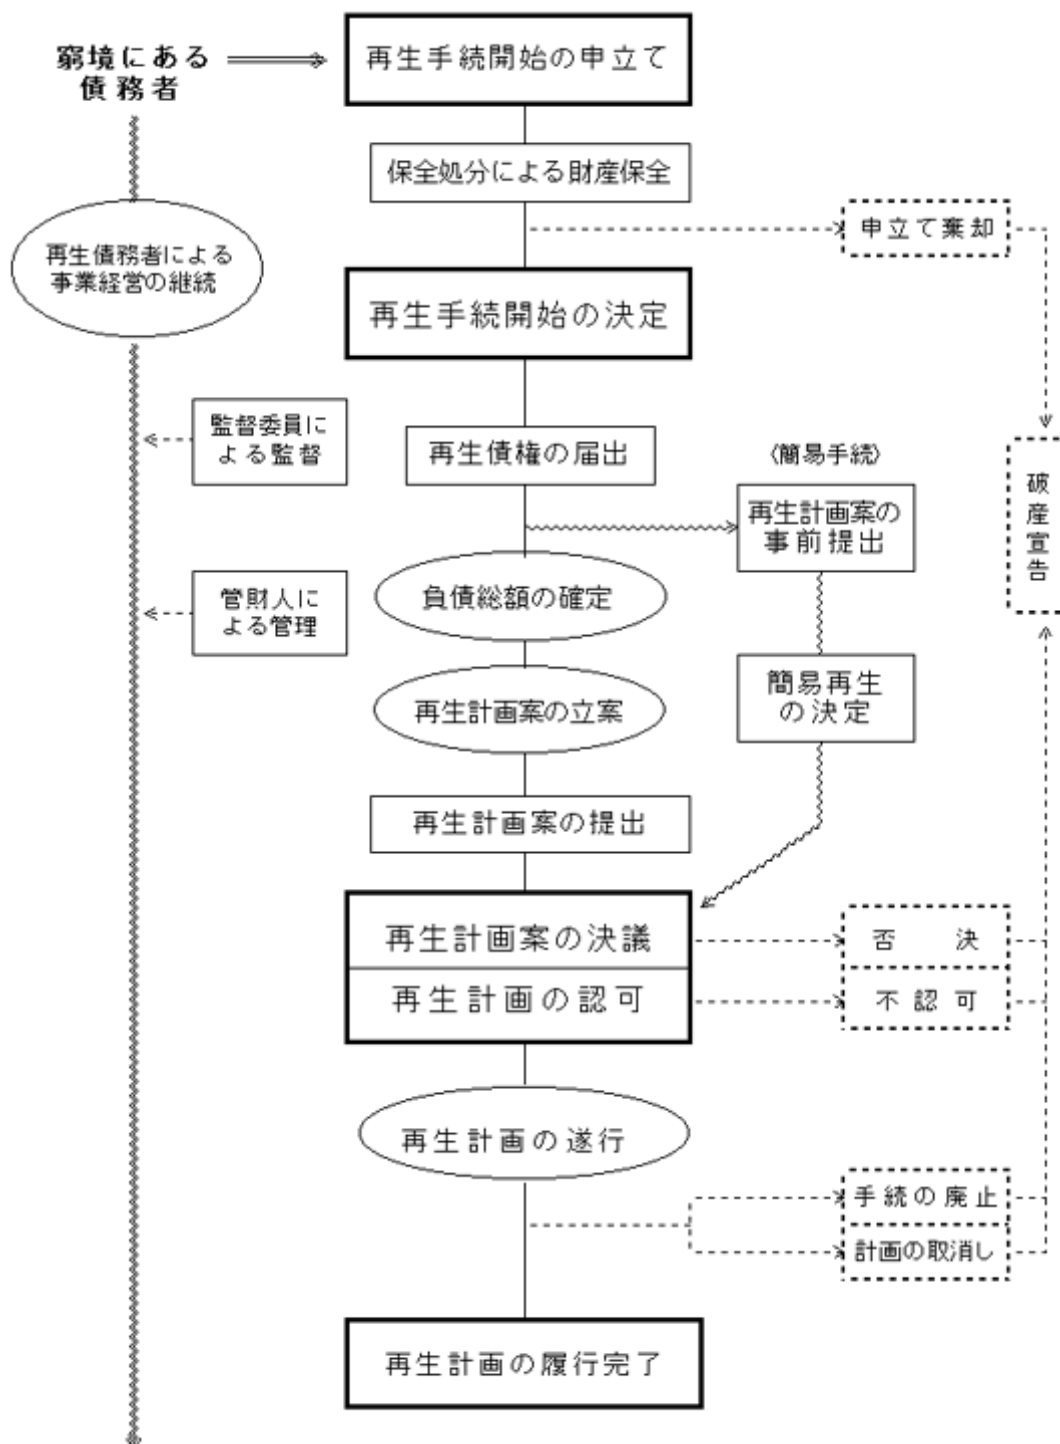 窮境にある
債務者
再生手続開始の申立て
保全処分による財産保全
申立て棄却
再生債務者による
事業経営の継続
再生手続開始の決定
監督委員に
よる監督
再生債権の届出
〈簡易手続〉
再生計画案の
事前提出
破産宣告
負債総額の確定
管財人に
よる管理
再生計画案の立案
簡易再生
の決定
再生計画案の提出
再生計画案の決議
否決
再生計画の認可
不認可
再生計画の遂行
手続の廃止
計画の取消し
再生計画の履行完了